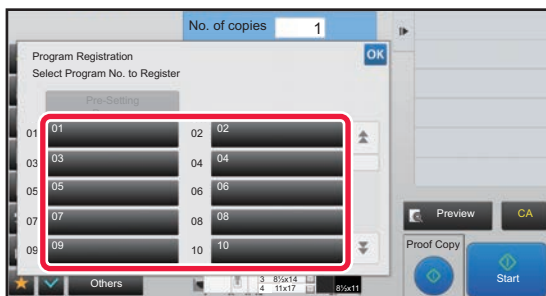 No. of copies 1
Program Registration
OK
Select Program No. to Register
Pre-Setting
01 01 02 02
03 03 04 04
05 05 06 06
07 07 08 08
09 09 10 10
Preview CA
Proof Copy
Start
Others
3 8½x14
4 11x17
8½x11